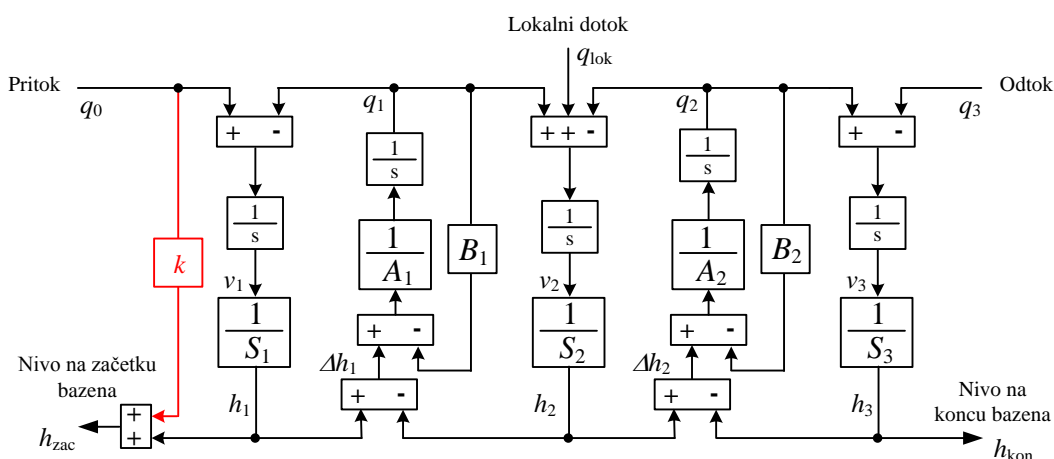 Lokalni dotok
q_lok
Pritok
Odtok
q_0
q_1
q_2
q_3
+ -
+ + -
+ -
1/s
1/s
1/s
1/s
1/s
k
1/A_1
B_1
1/A_2
B_2
v_1
v_2
v_3
1/S_1
+ -
1/S_2
+ -
1/S_3
Nivo na začetku
bazena
Δh_1
Δh_2
+ -
+ -
Nivo na
koncu bazena
h_1
h_2
h_3
+
+
h_zac
h_kon